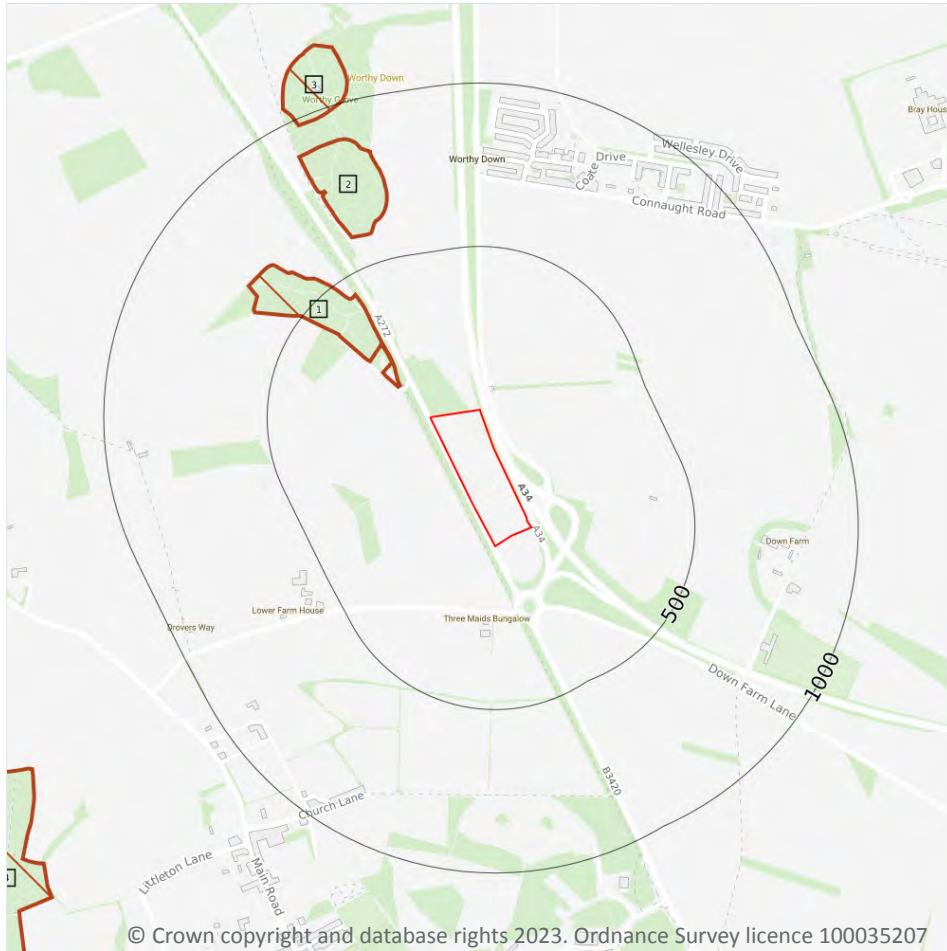 3
Worthy Down
Worthy Grove
Bray Hous
Wellesley Drive
Worthy Down
Drive
Coate
2
Connaught Road
1
A272
A34
A34
Down Farm
500
Lower Farm House
Three Maids Bungalow
Drovers Way
1000
Down Farm Lane
B3420
Church Lane
Littleton Lane
Main Road
© Crown copyright and database rights 2023. Ordnance Survey licence 100035207